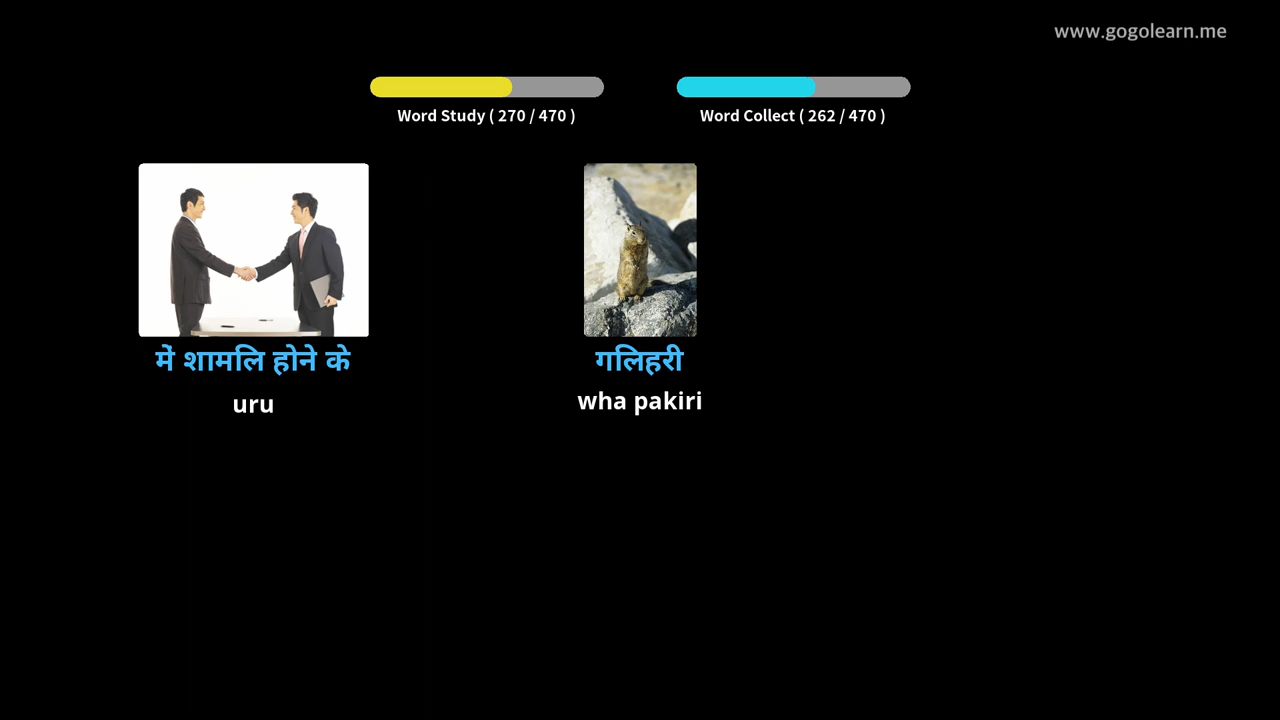 www.gogolearn.me
Word Study ( 270 / 470 )
Word Collect ( 262 / 470 )
में शामलि होने के
uru
गलिहरी
wha pakiri